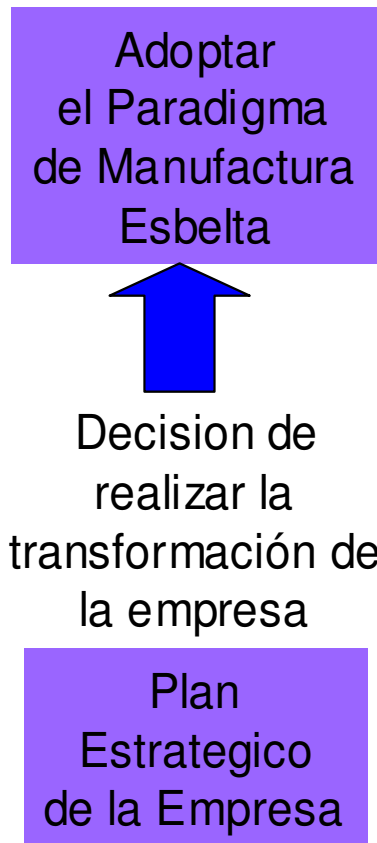 Adoptar
el Paradigma
de Manufactura
Esbelta
Decision de
realizar la
transformación de
la empresa
Plan
Estrategico
de la Empresa